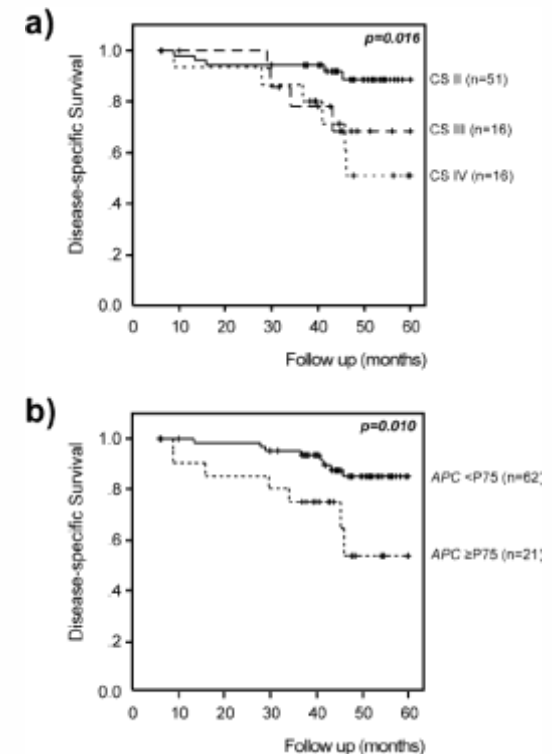 a)
p=0.016
1.0
.8
.6
.4
.2
0.0
Disease-specific Survival
CS II (n=51)
CS III (n=16)
CS IV (n=16)
0 10 20 30 40 50 60
Follow up (months)
b)
p=0.010
1.0
.8
.6
.4
.2
0.0
Disease-specific Survival
APC <P75 (n=62)
APC ≥P75 (n=21)
0 10 20 30 40 50 60
Follow up (months)